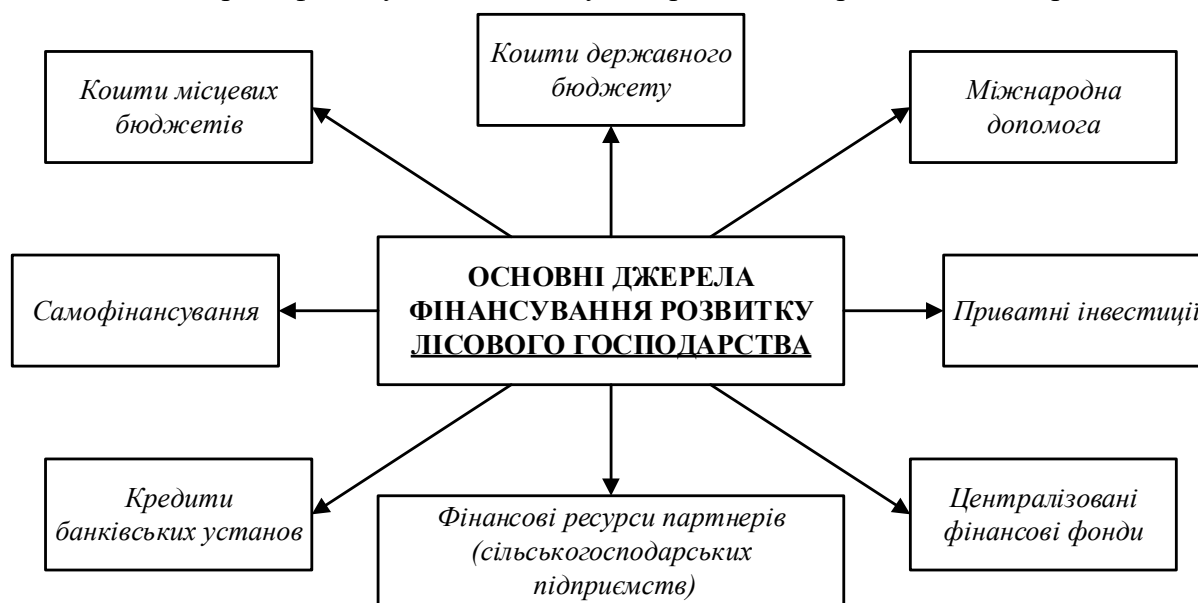 Кошти державного
бюджету
Кошти місцевих
бюджетів
Міжнародна
допомога
ОСНОВНІ ДЖЕРЕЛА
ФІНАНСУВАННЯ РОЗВИТКУ
ЛІСОВОГО ГОСПОДАРСТВА
Самофінансування
Приватні інвестиції
Кредити
банківських установ
Фінансові ресурси партнерів
(сільськогосподарських
підприємств)
Централізовані
фінансові фонди